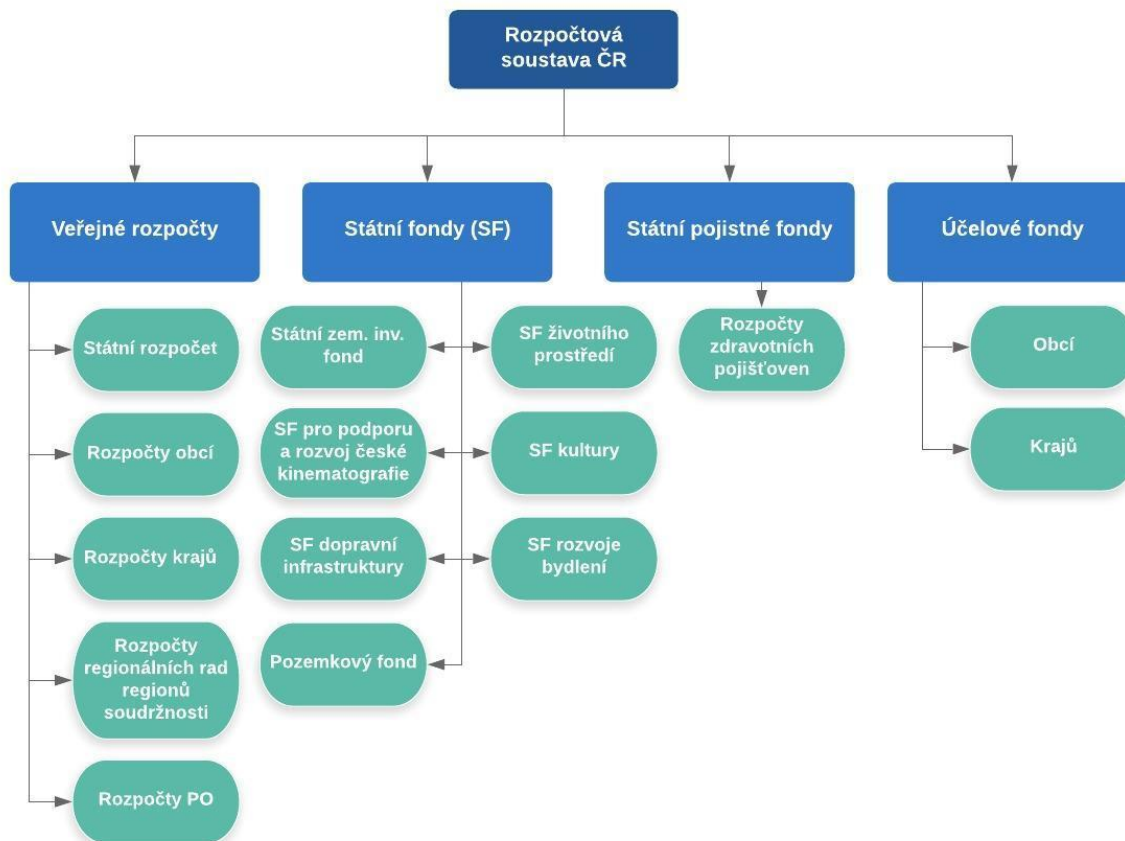 Rozpočtová
soustava ČR
Veřejné rozpočty
Státní fondy (SF)
Státní pojistné fondy
Účelové fondy
Státní rozpočet
Rozpočty obcí
Rozpočty krajů
Rozpočty
regionálních rad
regionů
soudržnosti
Rozpočty PO
Státní zem. inv.
fond
SF pro podporu
a rozvoj české
kinematografie
SF dopravní
infrastruktury
Pozemkový fond
SF životního
prostředí
SF kultury
SF rozvoje
bydlení
Rozpočty
zdravotních
pojišťoven
Obcí
Krajů